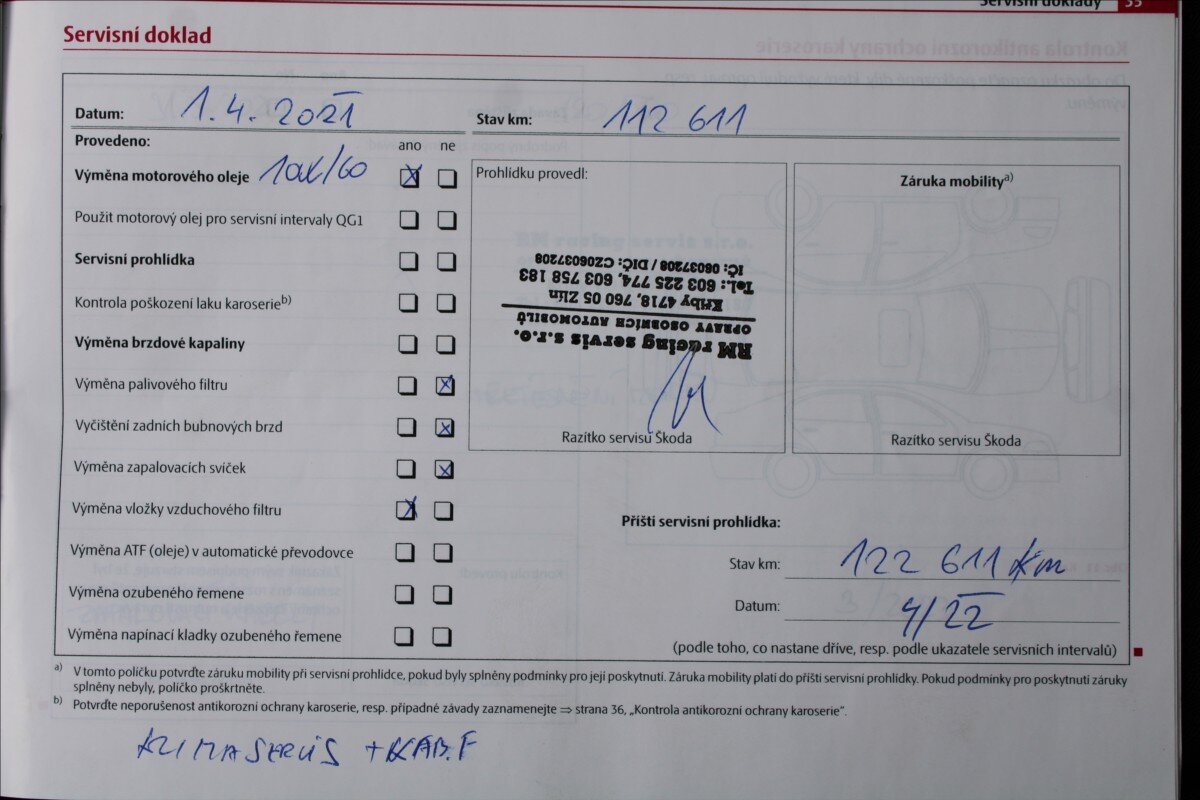 Servisní doklady 35
Servisní doklad
Datum: 1. 4. 2021 Stav km: 112 611
Provedeno: ano ne
Výměna motorového oleje
Použit motorový olej pro servisní intervaly QG1
Servisní prohlídka
Kontrola poškození laku karoserie b)
Výměna brzdové kapaliny
Výměna palivového filtru
Vyčištění zadních bubnových brzd
Výměna zapalovacích svíček
Výměna vložky vzduchového filtru
Výměna ATF (oleje) v automatické převodovce
Výměna ozubeného řemene
Výměna napínací kladky ozubeného řemene
Prohlídku provedl:
RM racing servis s.r.o.
OPRAVY OSOBNÍCH AUTOMOBILŮ
Křiby 4718, 760 05 Zlín
Tel.: 603 225 774, 603 758 183
IČ: 06037208 / DIČ: CZ06037208
Razítko servisu Škoda
Záruka mobility a)
Razítko servisu Škoda
Příští servisní prohlídka:
Stav km: 122 611 km
Datum: 4/22
(podle toho, co nastane dříve, resp. podle ukazatele servisních intervalů)
a) V tomto políčku potvrďte záruku mobility při servisní prohlídce, pokud byly splněny podmínky pro její poskytnutí. Záruka mobility platí do příští servisní prohlídky. Pokud podmínky pro poskytnutí záruky
splněny nebyly, políčko proškrtněte.
b) Potvrďte neporušenost antikorozní ochrany karoserie, resp. případné závady zaznamenejte ⇒ strana 36, „Kontrola antikorozní ochrany karoserie“.
KLIMASERVIS + KAB.F